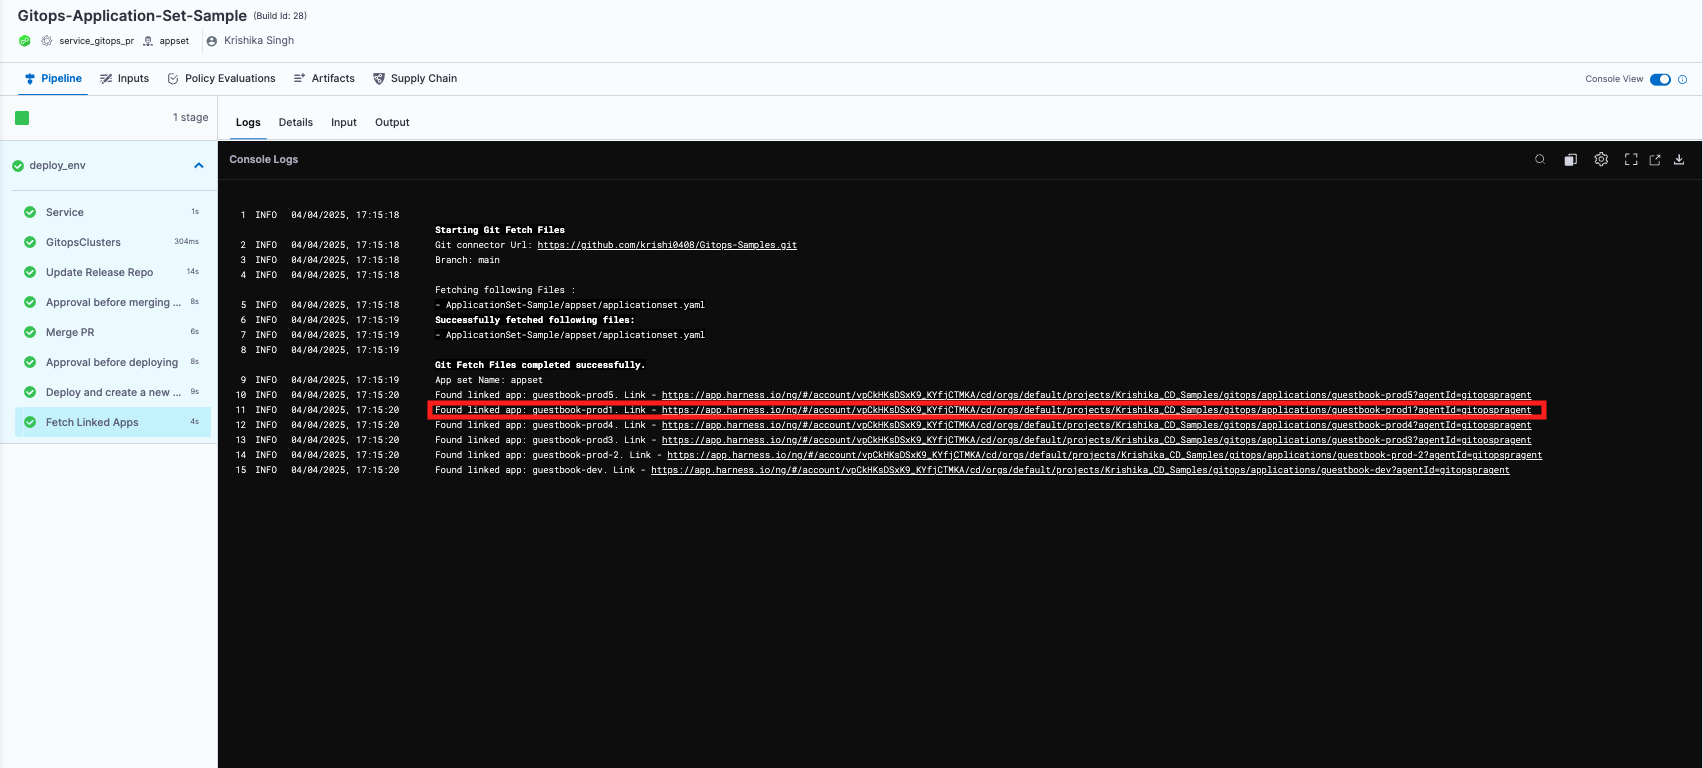 Gitops-Application-Set-Sample (Build Id: 28)
service_gitops_pr appset Krishika Singh
Pipeline Inputs Policy Evaluations Artifacts Supply Chain Console View
1 stage
Logs Details Input Output
deploy_env
Service 1s
GitopsClusters 304ms
Update Release Repo 14s
Approval before merging ... 8s
Merge PR 6s
Approval before deploying 8s
Deploy and create a new ... 9s
Fetch Linked Apps 4s
Console Logs
1 INFO 04/04/2025, 17:15:18
Starting Git Fetch Files
2 INFO 04/04/2025, 17:15:18 Git connector Url: https://github.com/krishi0408/Gitops-Samples.git
3 INFO 04/04/2025, 17:15:18 Branch: main
4 INFO 04/04/2025, 17:15:18
Fetching following Files :
5 INFO 04/04/2025, 17:15:18 - ApplicationSet-Sample/appset/applicationset.yaml
6 INFO 04/04/2025, 17:15:19 Successfully fetched following files:
7 INFO 04/04/2025, 17:15:19 - ApplicationSet-Sample/appset/applicationset.yaml
8 INFO 04/04/2025, 17:15:19
Git Fetch Files completed successfully.
9 INFO 04/04/2025, 17:15:19 App set Name: appset
10 INFO 04/04/2025, 17:15:20 Found linked app: guestbook-prod5. Link - https://app.harness.io/ng/#/account/vpCkHKsDSxK9_KYfjCTMKA/cd/orgs/default/projects/Krishika_CD_Samples/gitops/applications/guestbook-prod5?agentId=gitopspragent
11 INFO 04/04/2025, 17:15:20 Found linked app: guestbook-prod1. Link - https://app.harness.io/ng/#/account/vpCkHKsDSxK9_KYfjCTMKA/cd/orgs/default/projects/Krishika_CD_Samples/gitops/applications/guestbook-prod1?agentId=gitopspragent
12 INFO 04/04/2025, 17:15:20 Found linked app: guestbook-prod4. Link - https://app.harness.io/ng/#/account/vpCkHKsDSxK9_KYfjCTMKA/cd/orgs/default/projects/Krishika_CD_Samples/gitops/applications/guestbook-prod4?agentId=gitopspragent
13 INFO 04/04/2025, 17:15:20 Found linked app: guestbook-prod3. Link - https://app.harness.io/ng/#/account/vpCkHKsDSxK9_KYfjCTMKA/cd/orgs/default/projects/Krishika_CD_Samples/gitops/applications/guestbook-prod3?agentId=gitopspragent
14 INFO 04/04/2025, 17:15:20 Found linked app: guestbook-prod-2. Link - https://app.harness.io/ng/#/account/vpCkHKsDSxK9_KYfjCTMKA/cd/orgs/default/projects/Krishika_CD_Samples/gitops/applications/guestbook-prod-2?agentId=gitopspragent
15 INFO 04/04/2025, 17:15:20 Found linked app: guestbook-dev. Link - https://app.harness.io/ng/#/account/vpCkHKsDSxK9_KYfjCTMKA/cd/orgs/default/projects/Krishika_CD_Samples/gitops/applications/guestbook-dev?agentId=gitopspragent